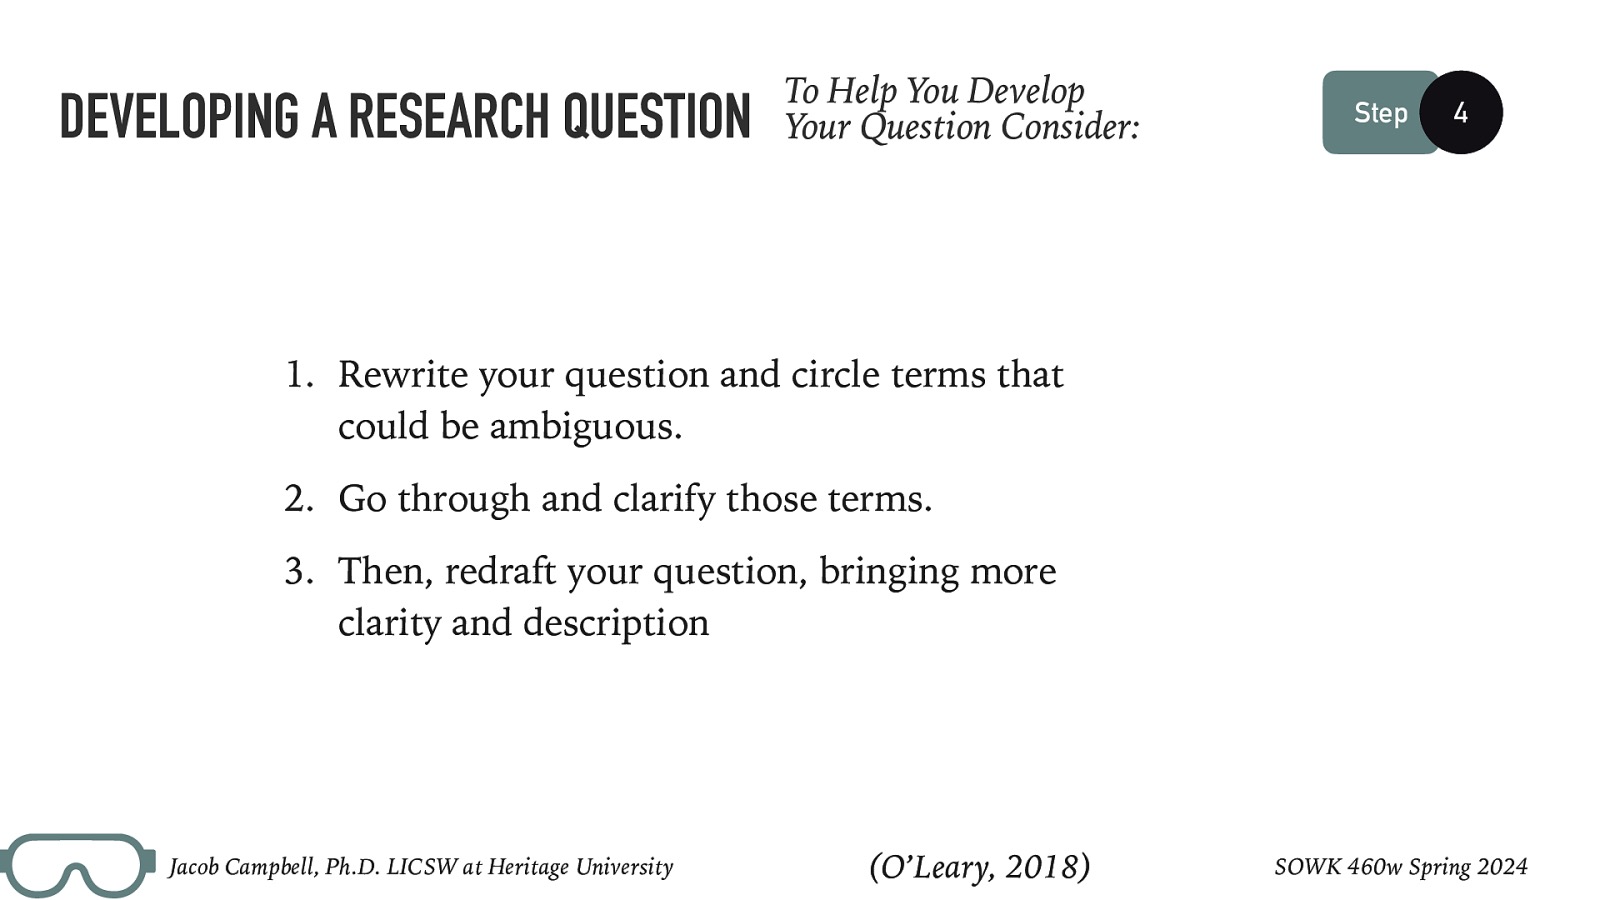 DEVELOPING A RESEARCH QUESTION
To Help You Develop
Your Question Consider:
Step 4
1. Rewrite your question and circle terms that
could be ambiguous.
2. Go through and clarify those terms.
3. Then, redraft your question, bringing more
clarity and description
Jacob Campbell, Ph.D. LICSW at Heritage University
(O’Leary, 2018)
SOWK 460w Spring 2024